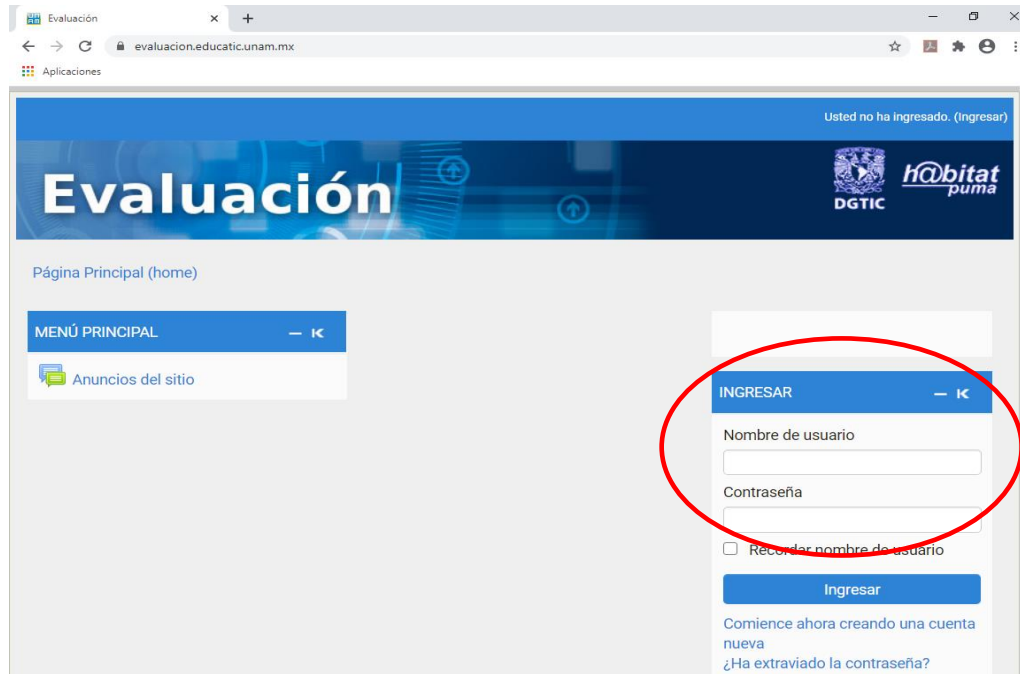 Evaluación
evaluacion.educatic.unam.mx
Aplicaciones
Usted no ha ingresado. (Ingresar)
Evaluación
DGTIC
h@bitat
puma
Página Principal (home)
MENÚ PRINCIPAL
Anuncios del sitio
INGRESAR
Nombre de usuario
Contraseña
Recordar nombre de usuario
Ingresar
Comience ahora creando una cuenta
nueva
¿Ha extraviado la contraseña?